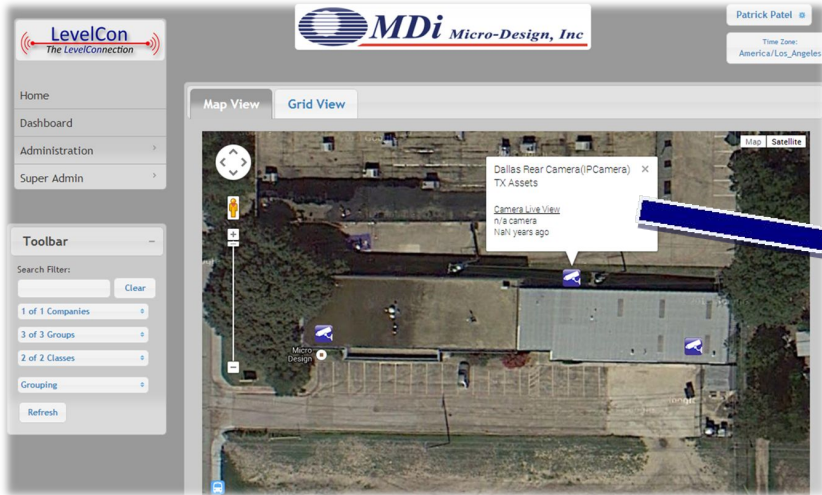 LevelCon
The LevelConnection
MDi Micro-Design, Inc
Patrick Patel
Time Zone:
America/Los_Angeles
Home
Dashboard
Administration
Super Admin
Toolbar
Search Filter:
Clear
1 of 1 Companies
3 of 3 Groups
2 of 2 Classes
Grouping
Refresh
Map View
Grid View
Map
Satellite
Dallas Rear Camera(IPCamera)
TX Assets
Camera Live View
n/a camera
NaN years ago
Micro-
Design